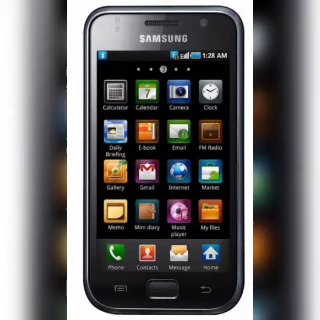 SAMSUNG
1:28 AM
Calculator Calendar Camera Clock
Daily Briefing E-book Email FM Radio
Gallery Gmail Internet Market
Memo Mini diary Music player My files
Phone Contacts Message Home